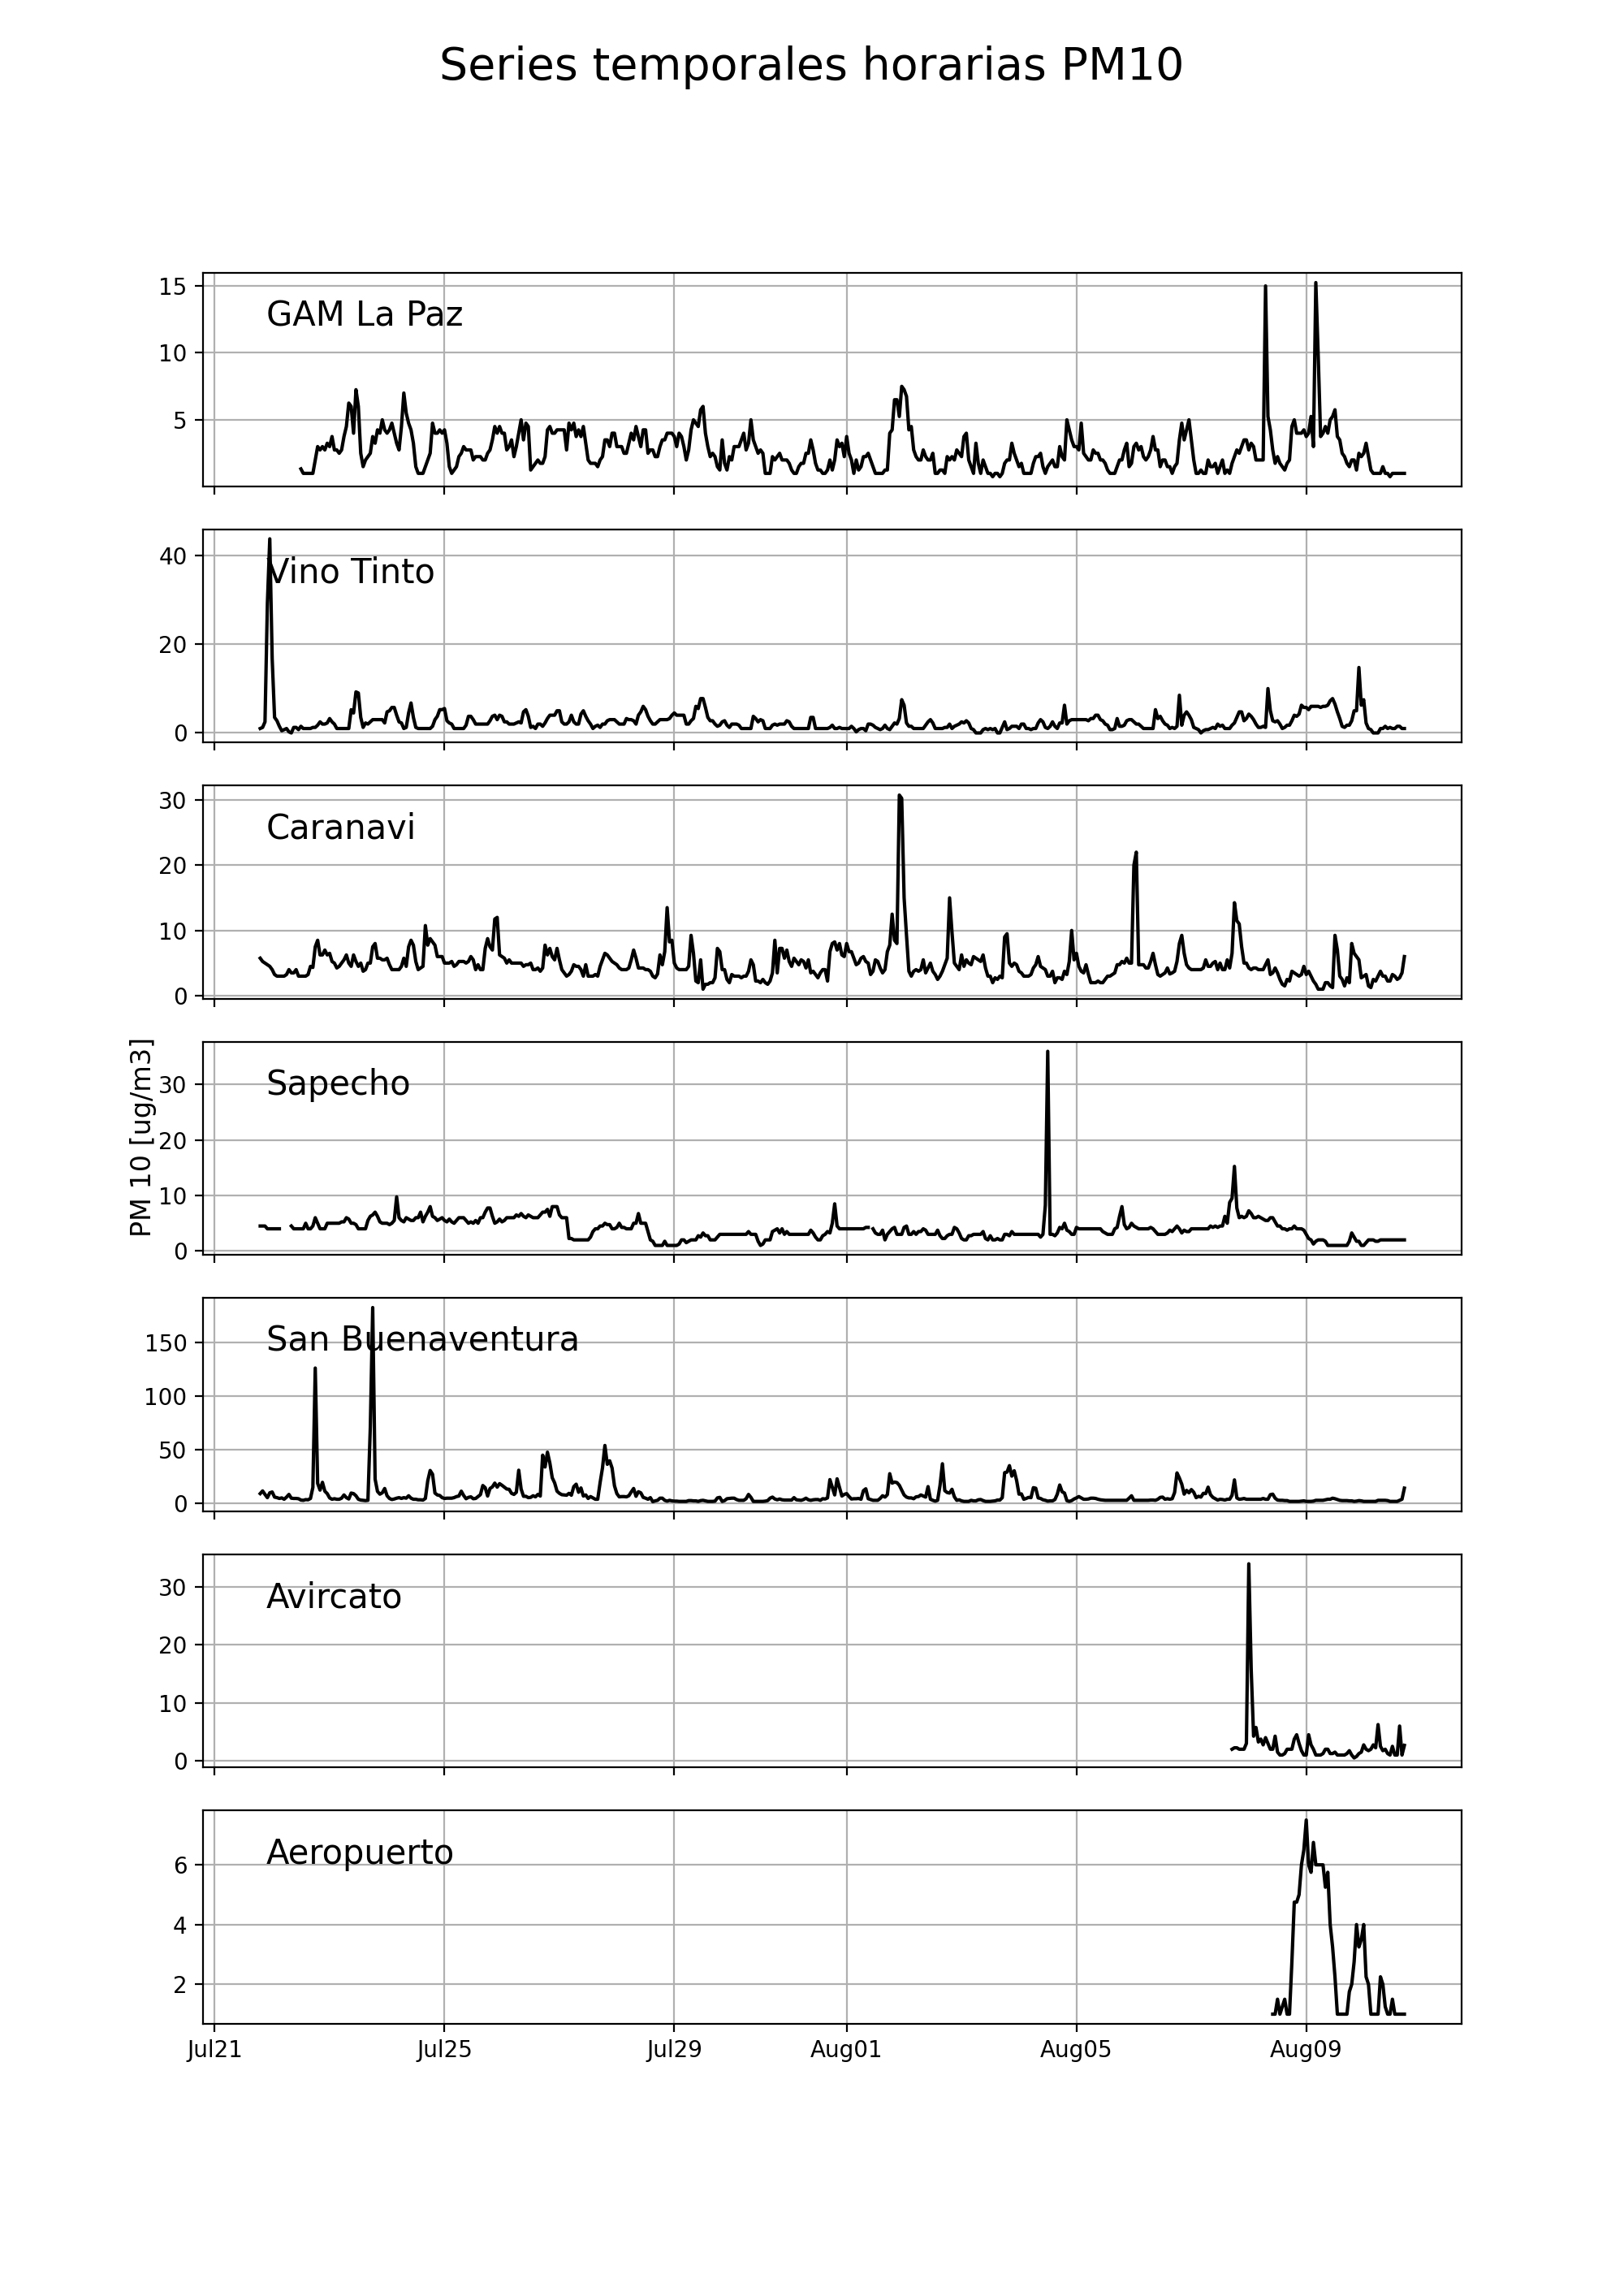 Series temporales horarias PM10
15
GAM La Paz
10
5
40
Vino Tinto
20
0
30
Caranavi
20
10
0
PM 10 [ug/m3]
Sapecho
30
20
10
0
San Buenaventura
150
100
50
0
Avircato
30
20
10
0
Aeropuerto
6
4
2
Jul21 Jul25 Jul29 Aug01 Aug05 Aug09